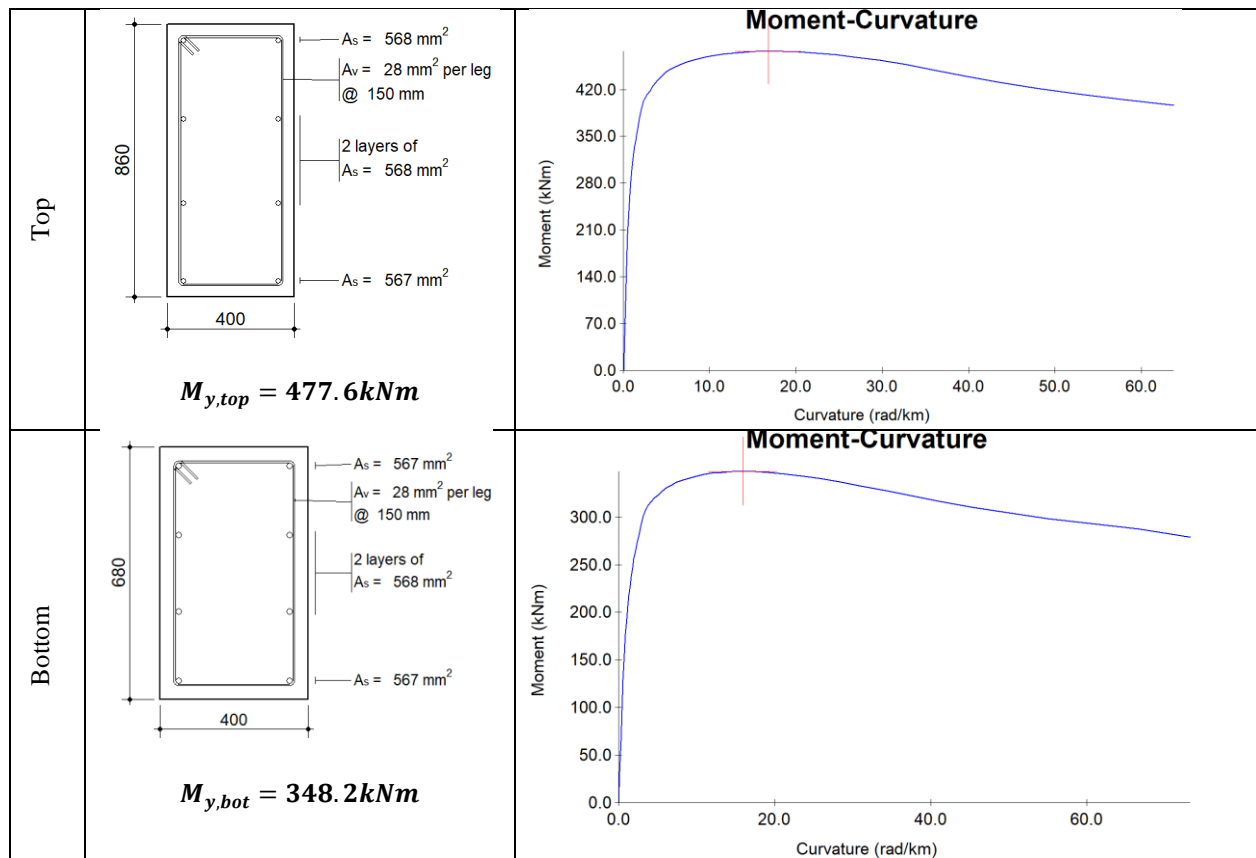 Top
860
400
As = 568 mm²
Av = 28 mm² per leg
@ 150 mm
2 layers of
As = 568 mm²
As = 567 mm²
M_{y,top} = 477.6kNm
Moment-Curvature
Moment (kNm)
420.0
350.0
280.0
210.0
140.0
70.0
0.0
0.0 10.0 20.0 30.0 40.0 50.0 60.0
Curvature (rad/km)
Bottom
680
400
As = 567 mm²
Av = 28 mm² per leg
@ 150 mm
2 layers of
As = 568 mm²
As = 567 mm²
M_{y,bot} = 348.2kNm
Moment-Curvature
Moment (kNm)
300.0
250.0
200.0
150.0
100.0
50.0
0.0
0.0 20.0 40.0 60.0
Curvature (rad/km)